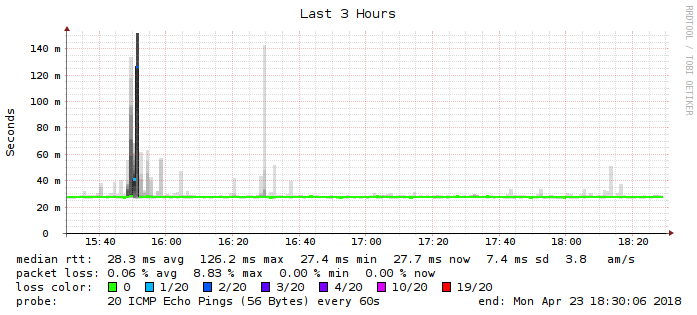 Last 3 Hours
RRDTOOL / TOBI OETIKER
Seconds
140 m
120 m
100 m
80 m
60 m
40 m
20 m
0
15:40 16:00 16:20 16:40 17:00 17:20 17:40 18:00 18:20
median rtt: 28.3 ms avg 126.2 ms max 27.4 ms min 27.7 ms now 7.4 ms sd 3.8 am/s
packet loss: 0.06 % avg 8.83 % max 0.00 % min 0.00 % now
loss color: 0 1/20 2/20 3/20 4/20 10/20 19/20
probe: 20 ICMP Echo Pings (56 Bytes) every 60s end: Mon Apr 23 18:30:06 2018